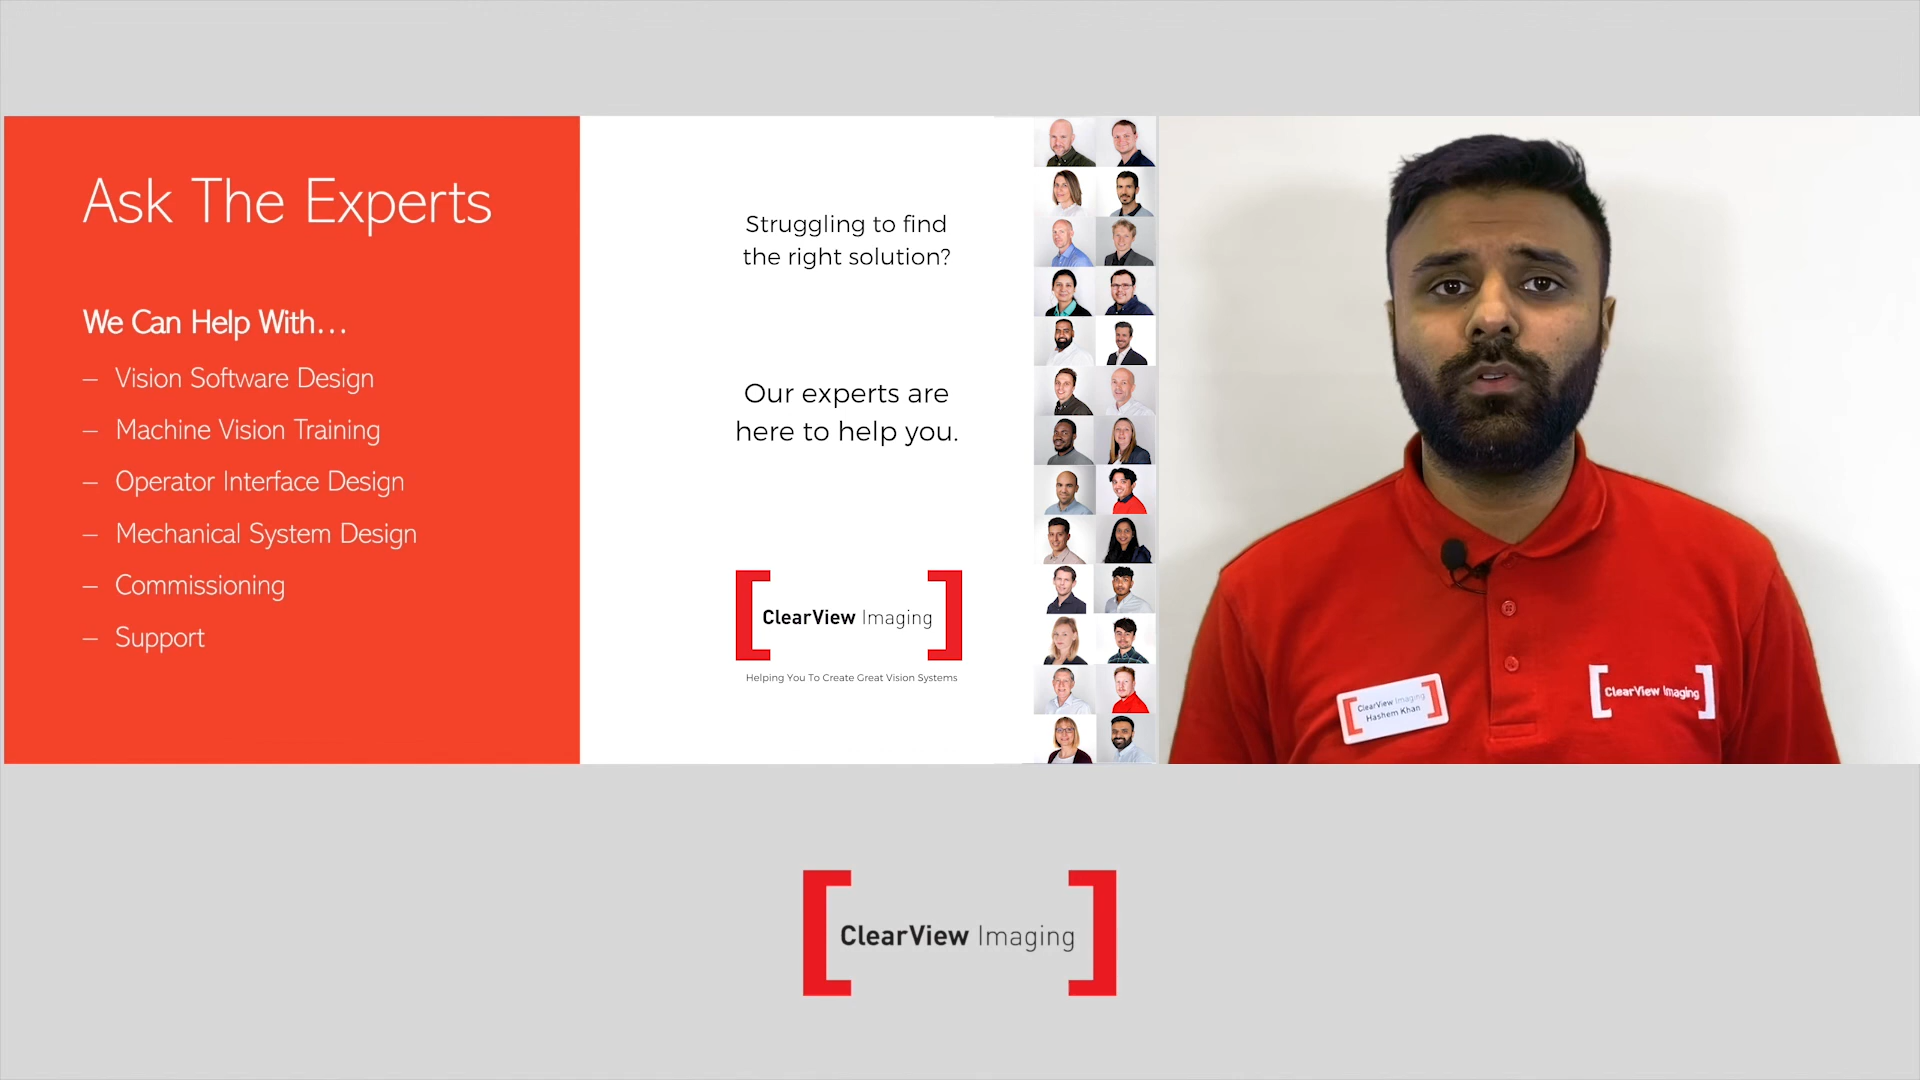 Ask The Experts
We Can Help With...
– Vision Software Design
– Machine Vision Training
– Operator Interface Design
– Mechanical System Design
– Commissioning
– Support
Struggling to find
the right solution?
Our experts are
here to help you.
ClearView Imaging
Helping You To Create Great Vision Systems
ClearView Imaging
Hashem Khan
ClearView Imaging
ClearView Imaging